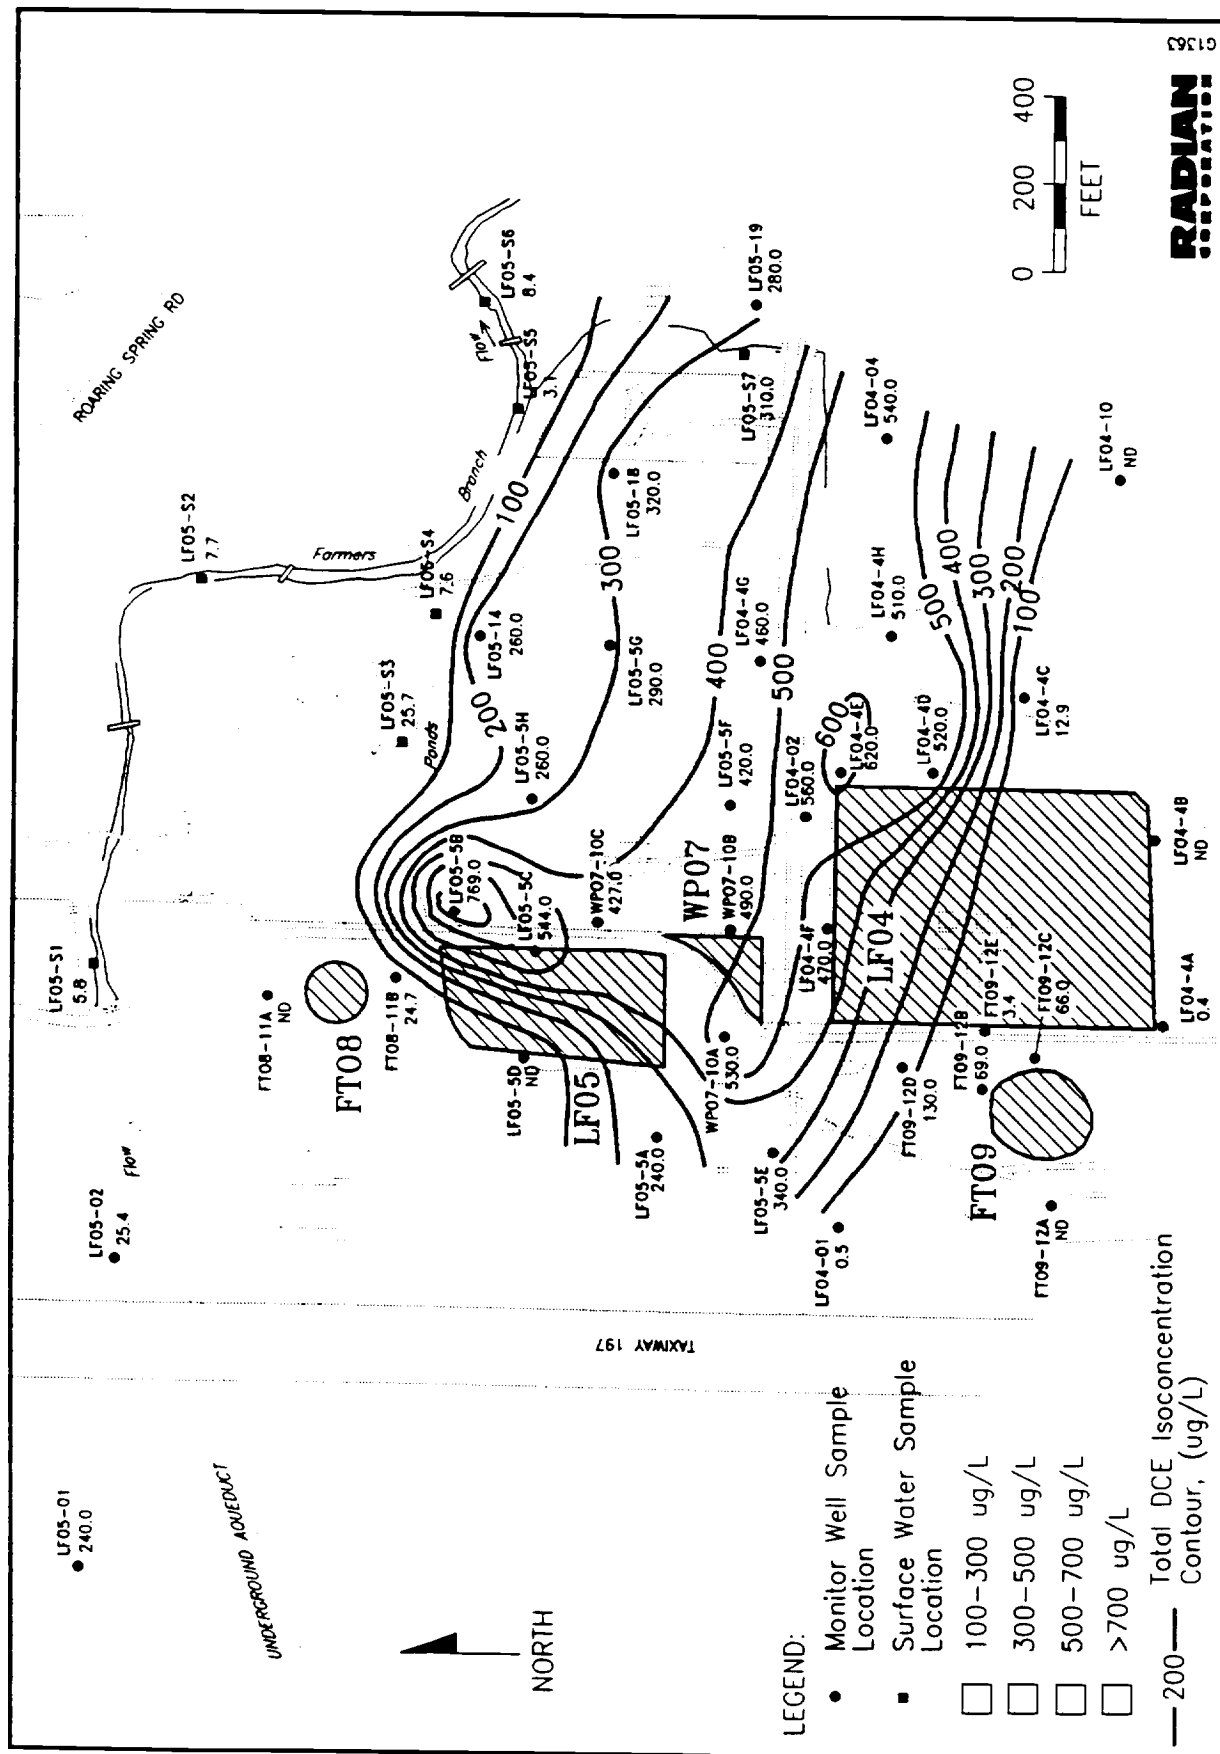 LF05-01
240.0
UNDERGROUND AQUEDUCT
NORTH
TAXIWAY 197
LF05-02
25.4
Flow
LF05-S1
5.8
FT08-11A
ND
FT08
FT08-11B
24.7
LF05-S2
7.7
Farmers
Branch
ROARING SPRING RD
LF05-S3
25.7
Ponds
LF05-S4
7.6
LF05-S5
3.1
Flow
LF05-S6
8.4
LF05-14
260.0
100
200
300
400
500
LF05-5B
769.0
LF05-5C
544.0
LF05-5D
ND
LF05
LF05-5H
260.0
LF05-5G
290.0
LF05-18
320.0
LF05-19
280.0
LF05-S7
310.0
LF05-5A
240.0
WP07-10C
427.0
WP07
WP07-10B
490.0
WP07-10A
530.0
LF05-5F
420.0
LF04-4G
460.0
LF05-5E
340.0
LF04-02
560.0
600
LF04-4E
620.0
LF04-4F
470.0
LF04
LF04-01
0.5
LF04-04
540.0
LF04-4H
510.0
LF04-4D
520.0
500
400
300
200
100
FT09-12D
130.0
FT09-12B
69.0
FT09-12E
3.4
FT09-12C
66.0
FT09
FT09-12A
ND
LF04-4C
12.9
LF04-10
ND
LF04-4A
0.4
LF04-4B
ND
LEGEND:
Monitor Well Sample
Location
Surface Water Sample
Location
100-300 ug/L
300-500 ug/L
500-700 ug/L
>700 ug/L
200 Total DCE Isoconcentration
Contour, (ug/L)
0 200 400
FEET
RADIAN
CORPORATION
G1363